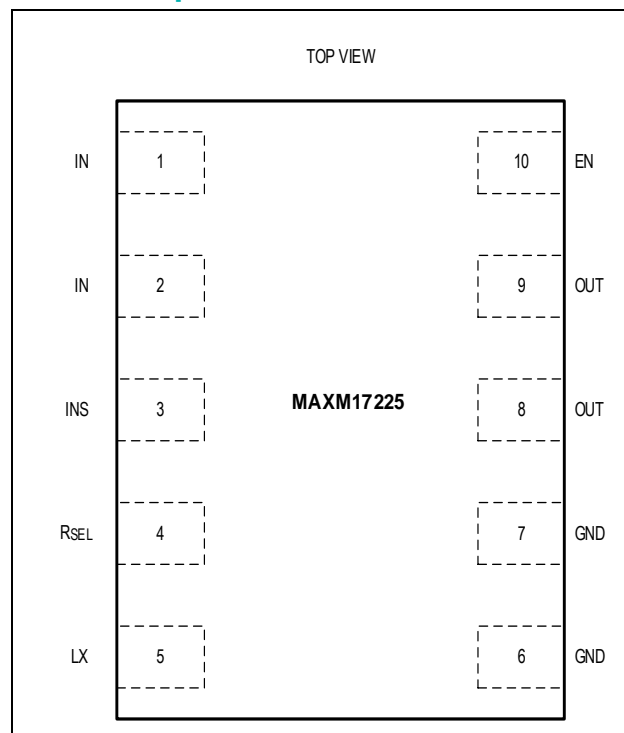 TOP VIEW
IN 1 10 EN
IN 2 9 OUT
INS 3 MAXM17225 8 OUT
RSEL 4 7 GND
LX 5 6 GND